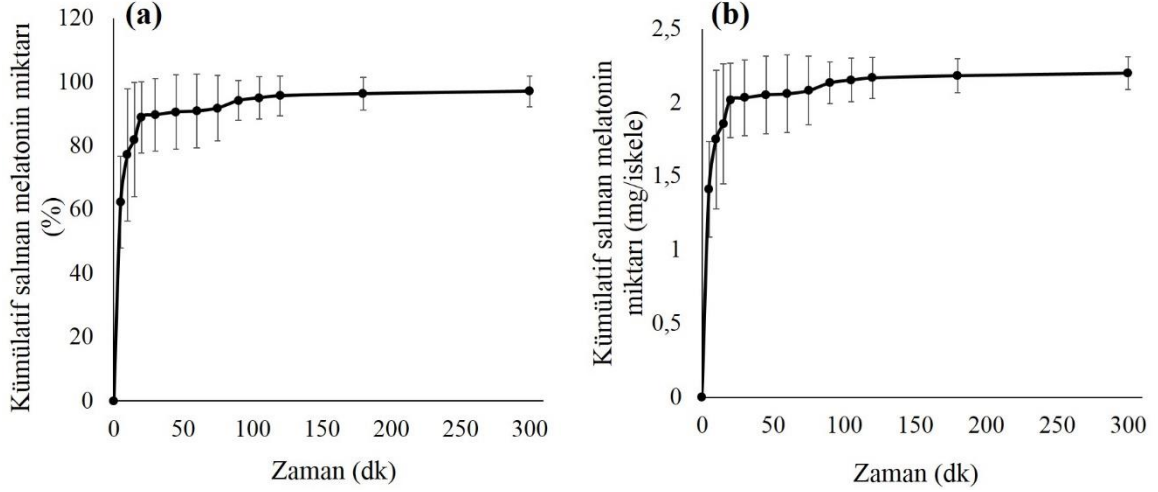 (a)
Kümülatif salınan melatonin miktarı
(%)
120
100
80
60
40
20
0
0 50 100 150 200 250 300
Zaman (dk)
(b)
Kümülatif salınan melatonin
miktarı (mg/iskele)
2,5
2
1,5
1
0,5
0
0 50 100 150 200 250 300
Zaman (dk)